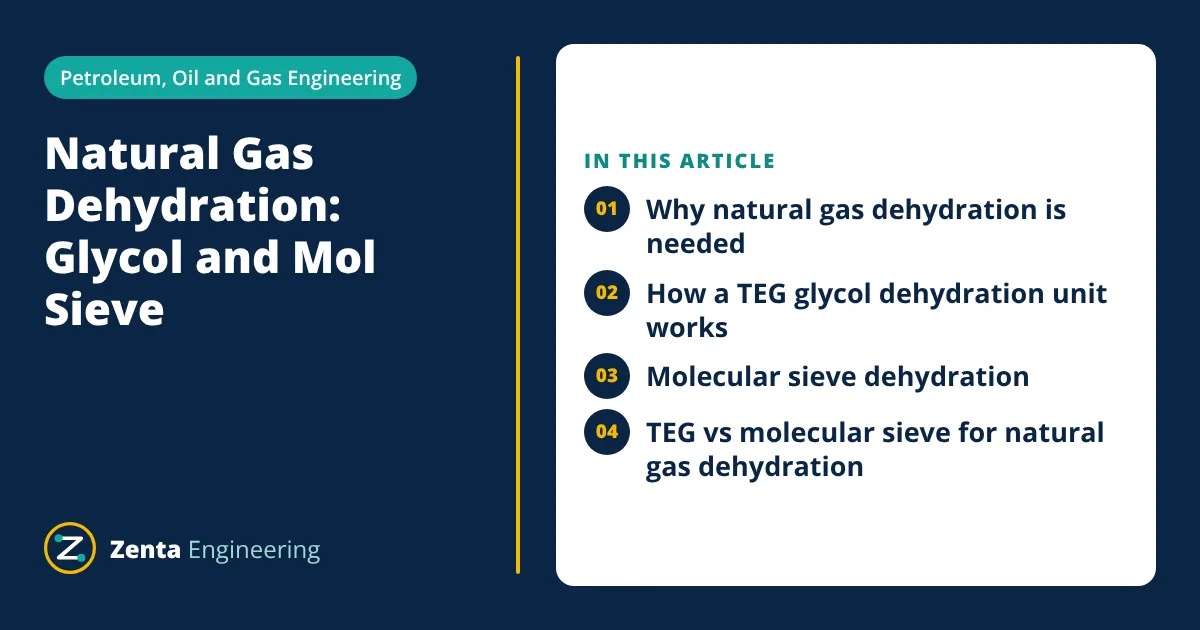 Petroleum, Oil and Gas Engineering
Natural Gas
Dehydration:
Glycol and Mol
Sieve
Zenta Engineering
IN THIS ARTICLE
01 Why natural gas dehydration is
needed
02 How a TEG glycol dehydration unit
works
03 Molecular sieve dehydration
04 TEG vs molecular sieve for natural
gas dehydration